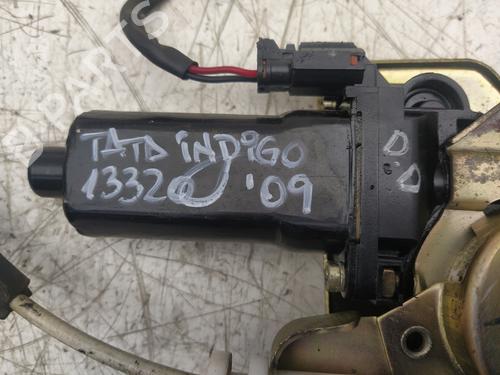 TATA iNDiGO
13320 '09
D.D